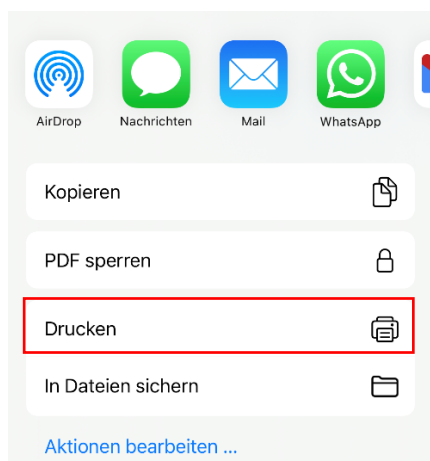 AirDrop Nachrichten Mail WhatsApp
Kopieren
PDF sperren
Drucken
In Dateien sichern
Aktionen bearbeiten ...